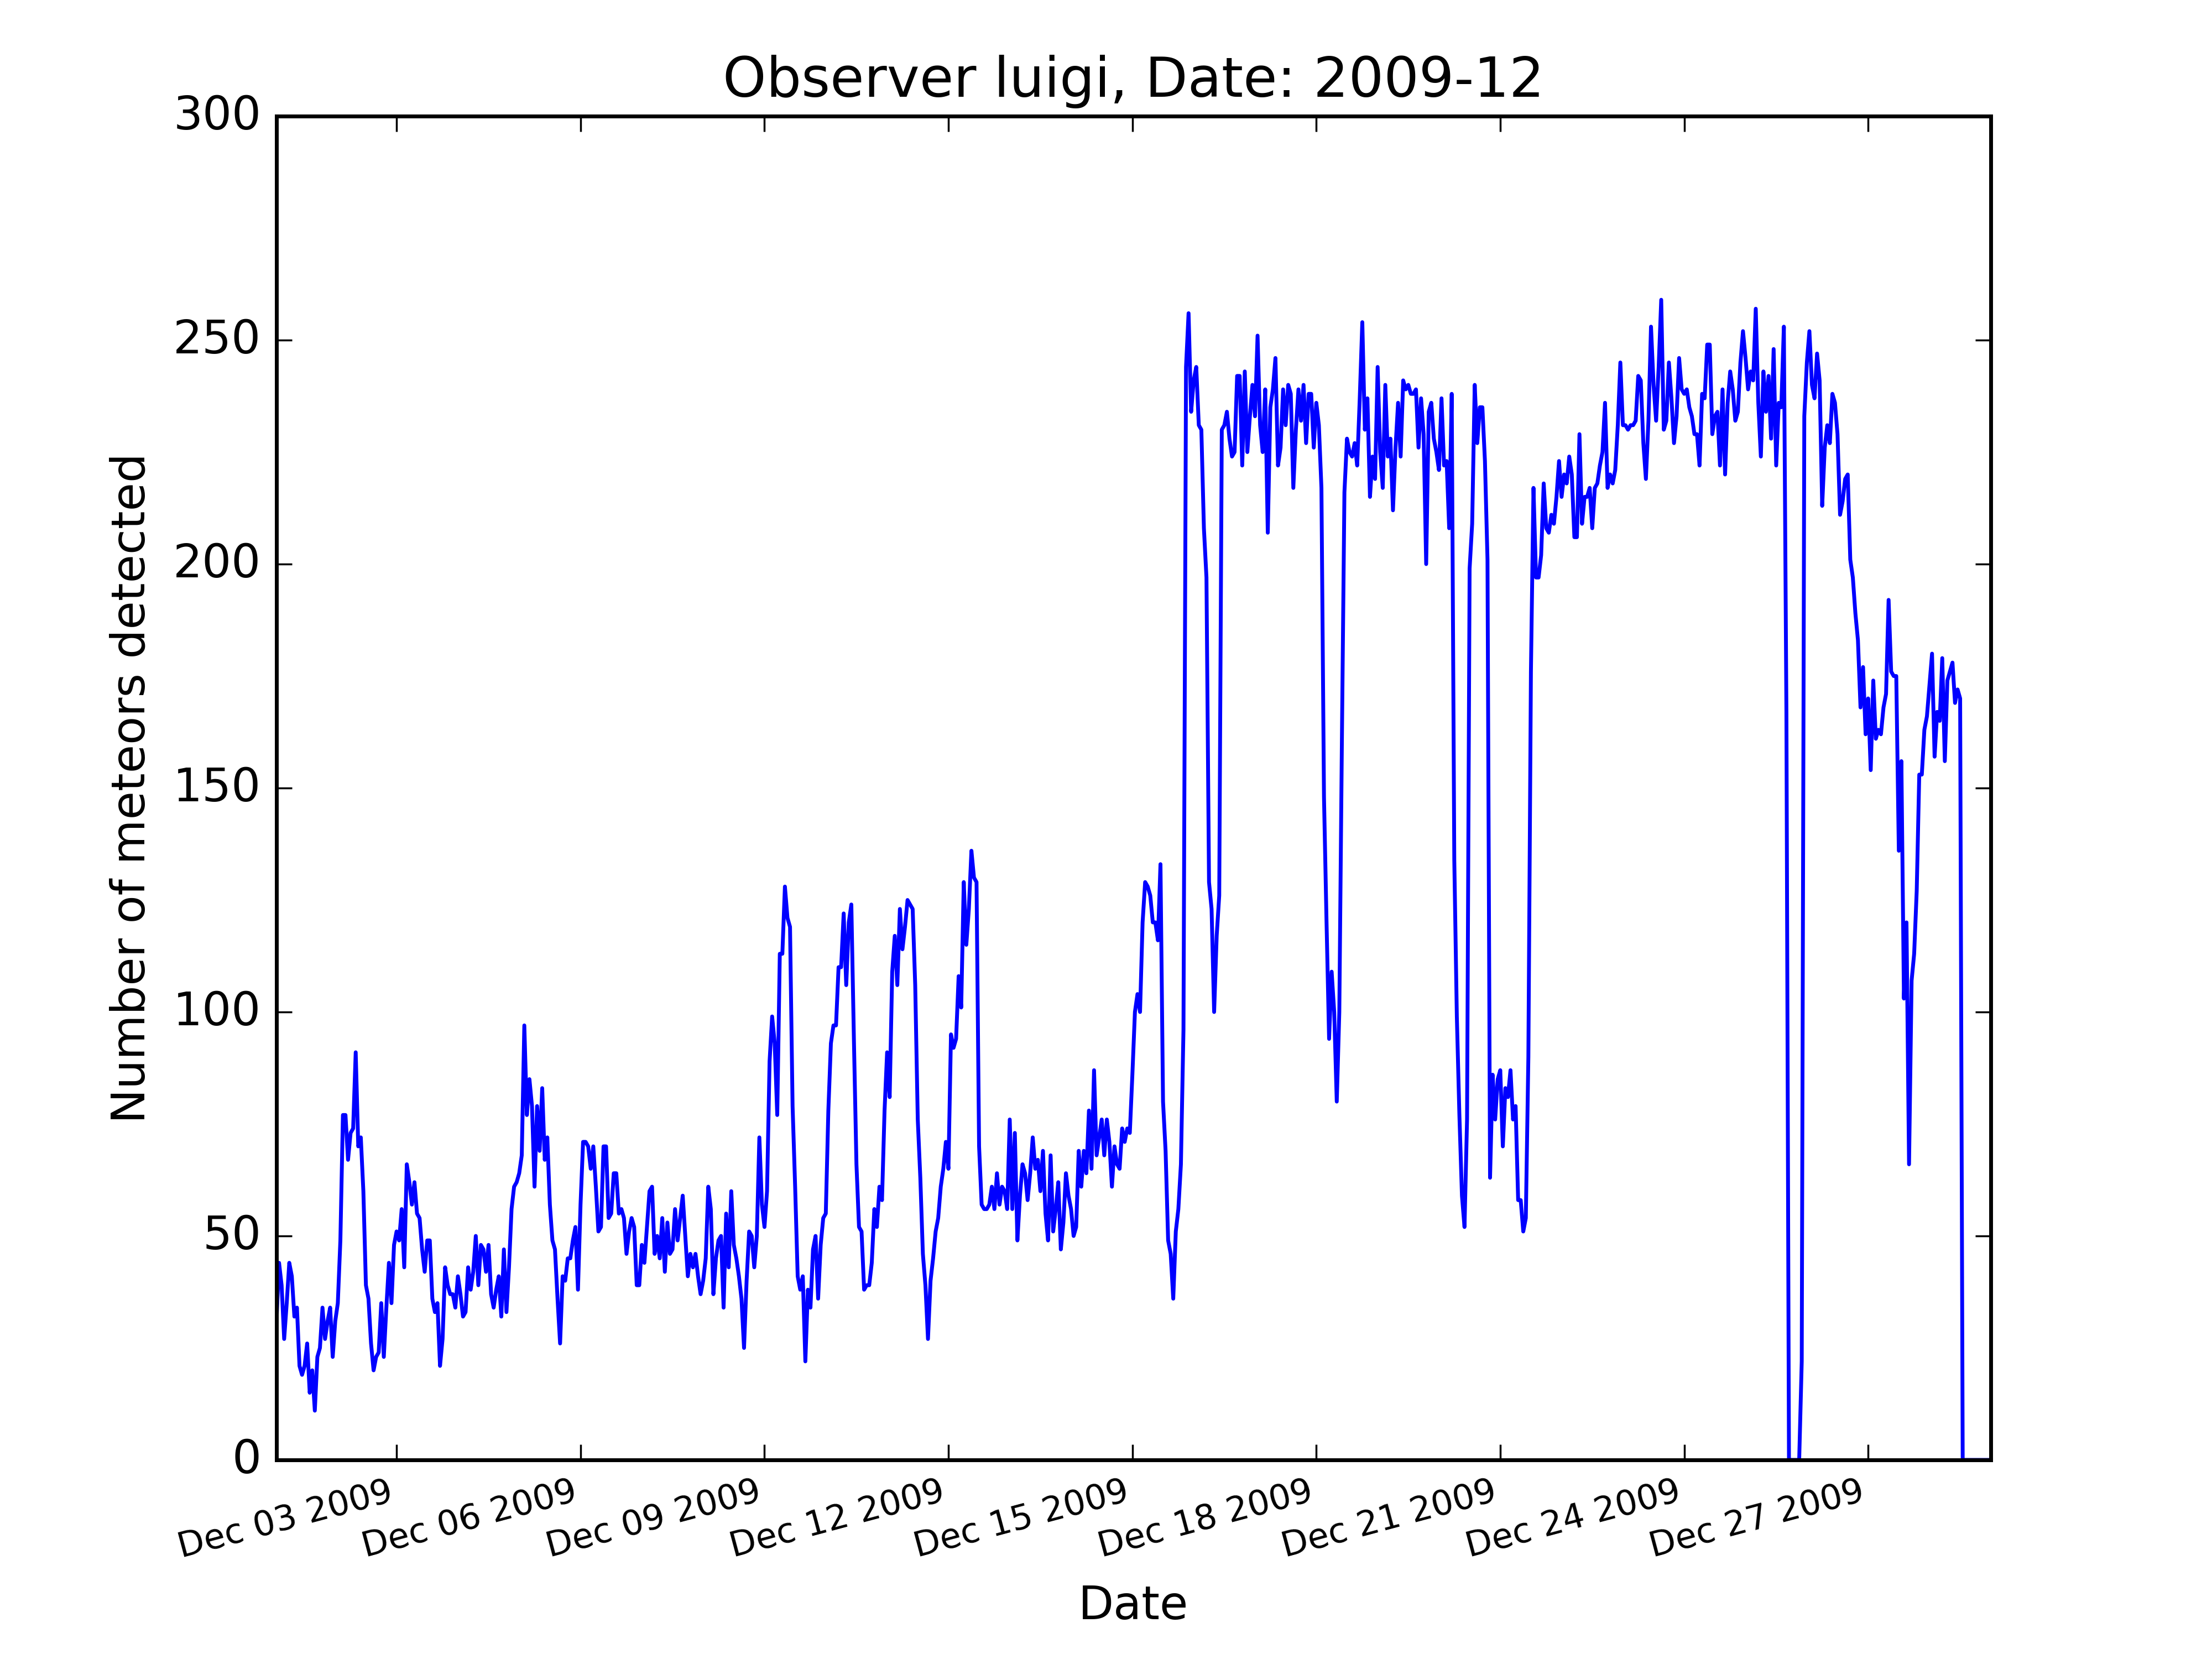 Observer luigi, Date: 2009-12
300
250
200
150
100
50
0
Number of meteors detected
Dec 03 2009
Dec 06 2009
Dec 09 2009
Dec 12 2009
Dec 15 2009
Dec 18 2009
Dec 21 2009
Dec 24 2009
Dec 27 2009
Date